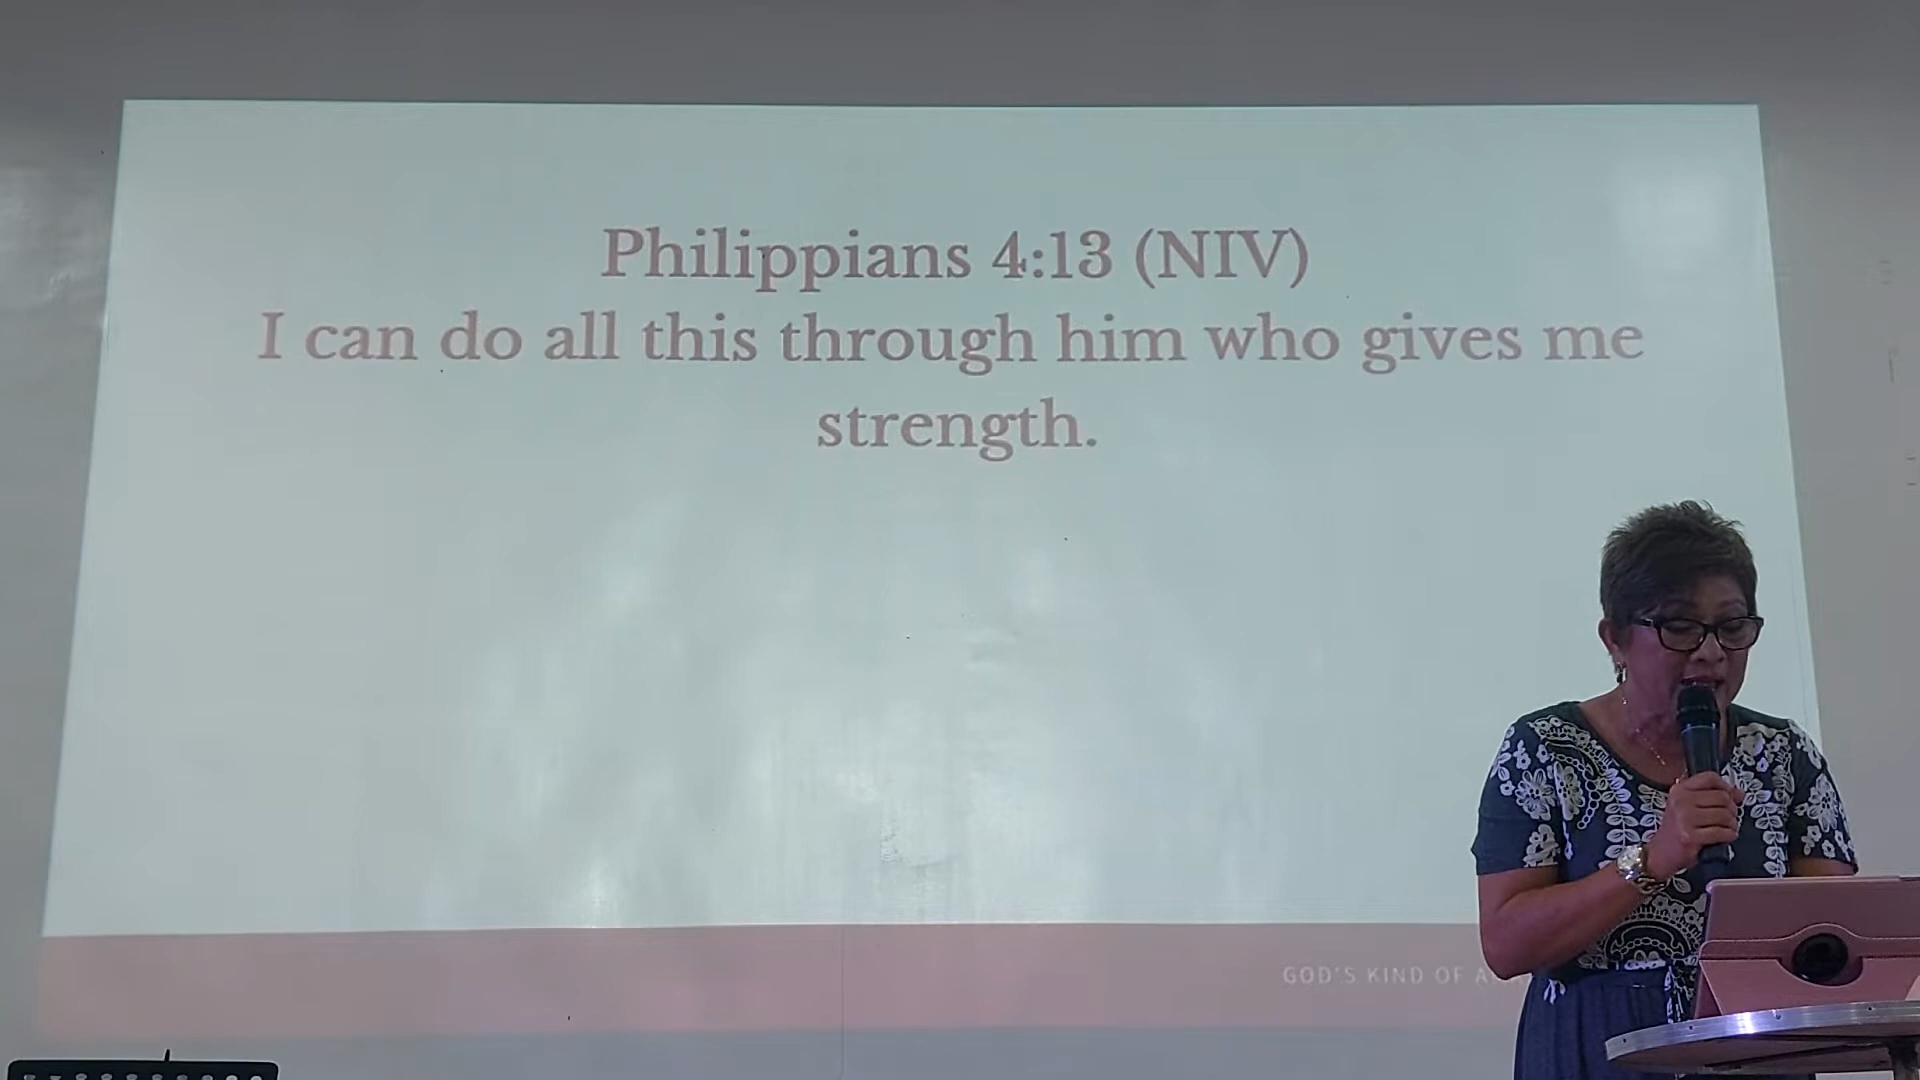 Philippians 4:13 (NIV)
I can do all this through him who gives me
strength.
GOD'S KIND OF